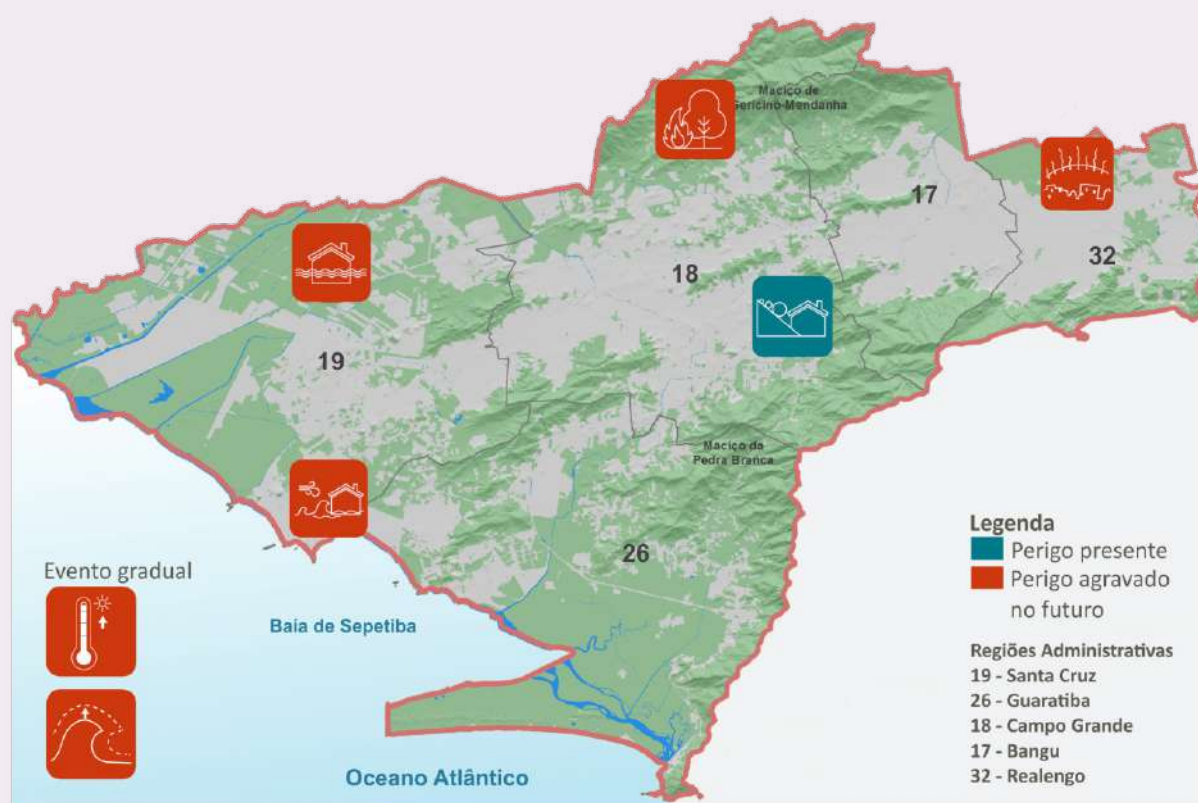 Maciço de
Gericinó-Mendanha
17
32
18
19
Maciço da
Pedra Branca
26
Evento gradual
Baia de Sepetiba
Oceano Atlântico
Legenda
Perigo presente
Perigo agravado
no futuro
Regiões Administrativas
19 - Santa Cruz
26 - Guaratiba
18 - Campo Grande
17 - Bangu
32 - Realengo